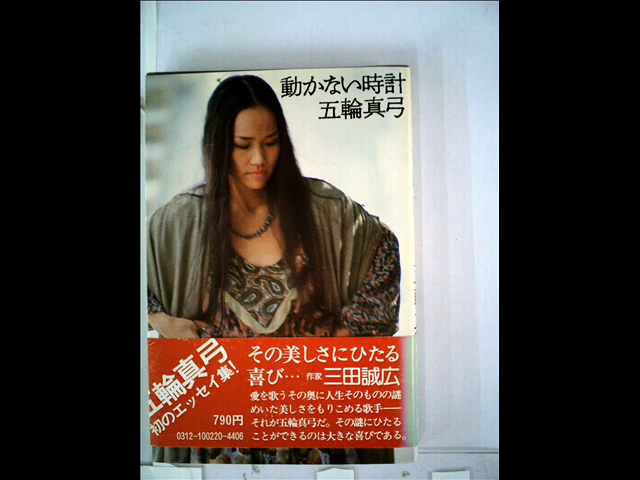 動かない時計
五輪真弓
五輪真弓
初のエッセイ集!
790円
0312-100220-4406
その美しさにひたる
喜び… 作家 三田誠広
愛を歌うその奥に人生そのものの謎
めいた美しさをもりこめる歌手──
それが五輪真弓だ。その謎にひたる
ことができるのは大きな喜びである。